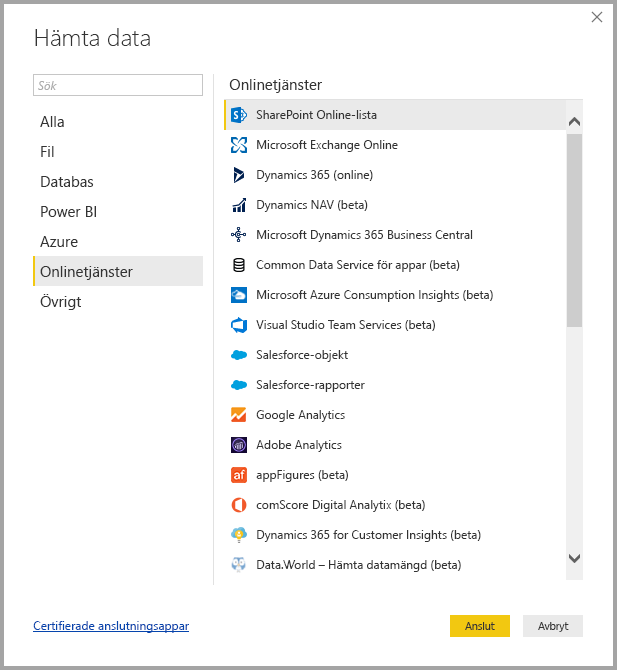 Hämta data
Sök
Alla
Fil
Databas
Power BI
Azure
Onlinetjänster
Övrigt
Onlinetjänster
SharePoint Online-lista
Microsoft Exchange Online
Dynamics 365 (online)
Dynamics NAV (beta)
Microsoft Dynamics 365 Business Central
Common Data Service för appar (beta)
Microsoft Azure Consumption Insights (beta)
Visual Studio Team Services (beta)
Salesforce-objekt
Salesforce-rapporter
Google Analytics
Adobe Analytics
appFigures (beta)
comScore Digital Analytix (beta)
Dynamics 365 for Customer Insights (beta)
Data.World – Hämta datamängd (beta)
Certifierade anslutningsappar
Anslut
Avbryt